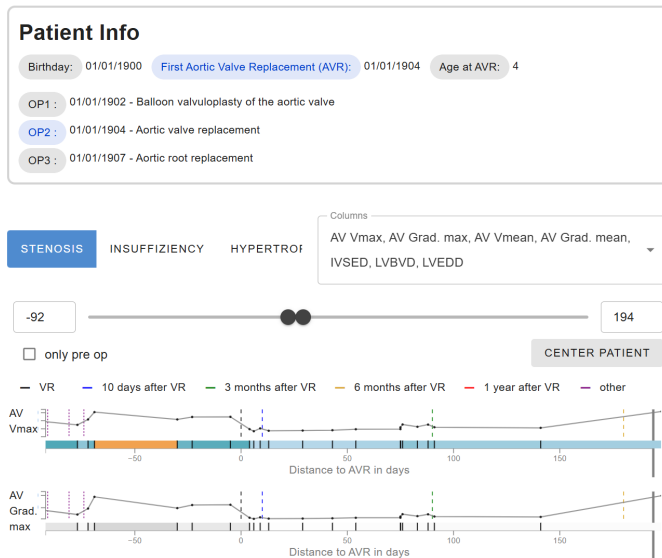 Patient Info
Birthday: 01/01/1900 First Aortic Valve Replacement (AVR): 01/01/1904 Age at AVR: 4
OP1 : 01/01/1902 - Balloon valvuloplasty of the aortic valve
OP2 : 01/01/1904 - Aortic valve replacement
OP3 : 01/01/1907 - Aortic root replacement
Columns
STENOSIS INSUFFIZIENCY HYPERTROF
AV Vmax, AV Grad. max, AV Vmean, AV Grad. mean,
IVSED, LVBVD, LVEDD
-92 194
only pre op CENTER PATIENT
VR 10 days after VR 3 months after VR 6 months after VR 1 year after VR other
AV
Vmax
−50 0 50 100 150
Distance to AVR in days
AV
Grad.
max
−50 0 50 100 150
Distance to AVR in days